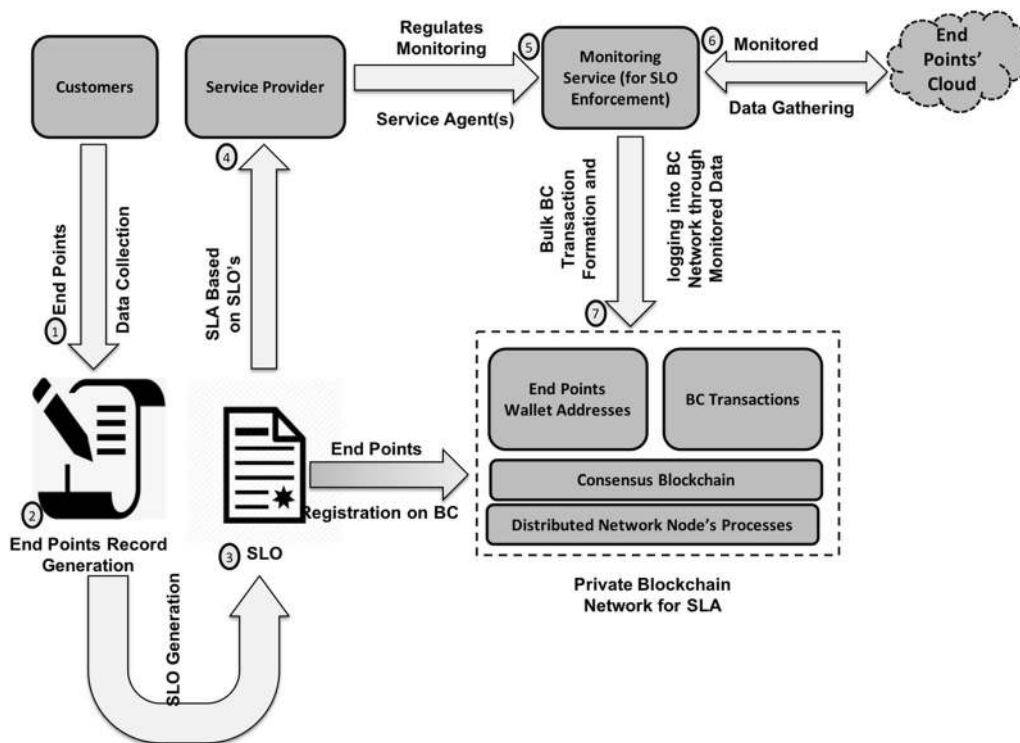 Customers
Service Provider
Regulates
Monitoring
Service Agent(s)
5
Monitoring
Service (for SLO
Enforcement)
6
Monitored
Data Gathering
End
Points'
Cloud
4
1
End Points
Data Collection
SLA Based
on SLO's
Bulk BC
Transaction
Formation and
logging into BC
Network through
Monitored Data
7
End Points
Wallet Addresses
BC Transactions
Consensus Blockchain
Distributed Network Node's Processes
Private Blockchain
Network for SLA
End Points
Registration on BC
2
End Points Record
Generation
3
SLO
SLO Generation